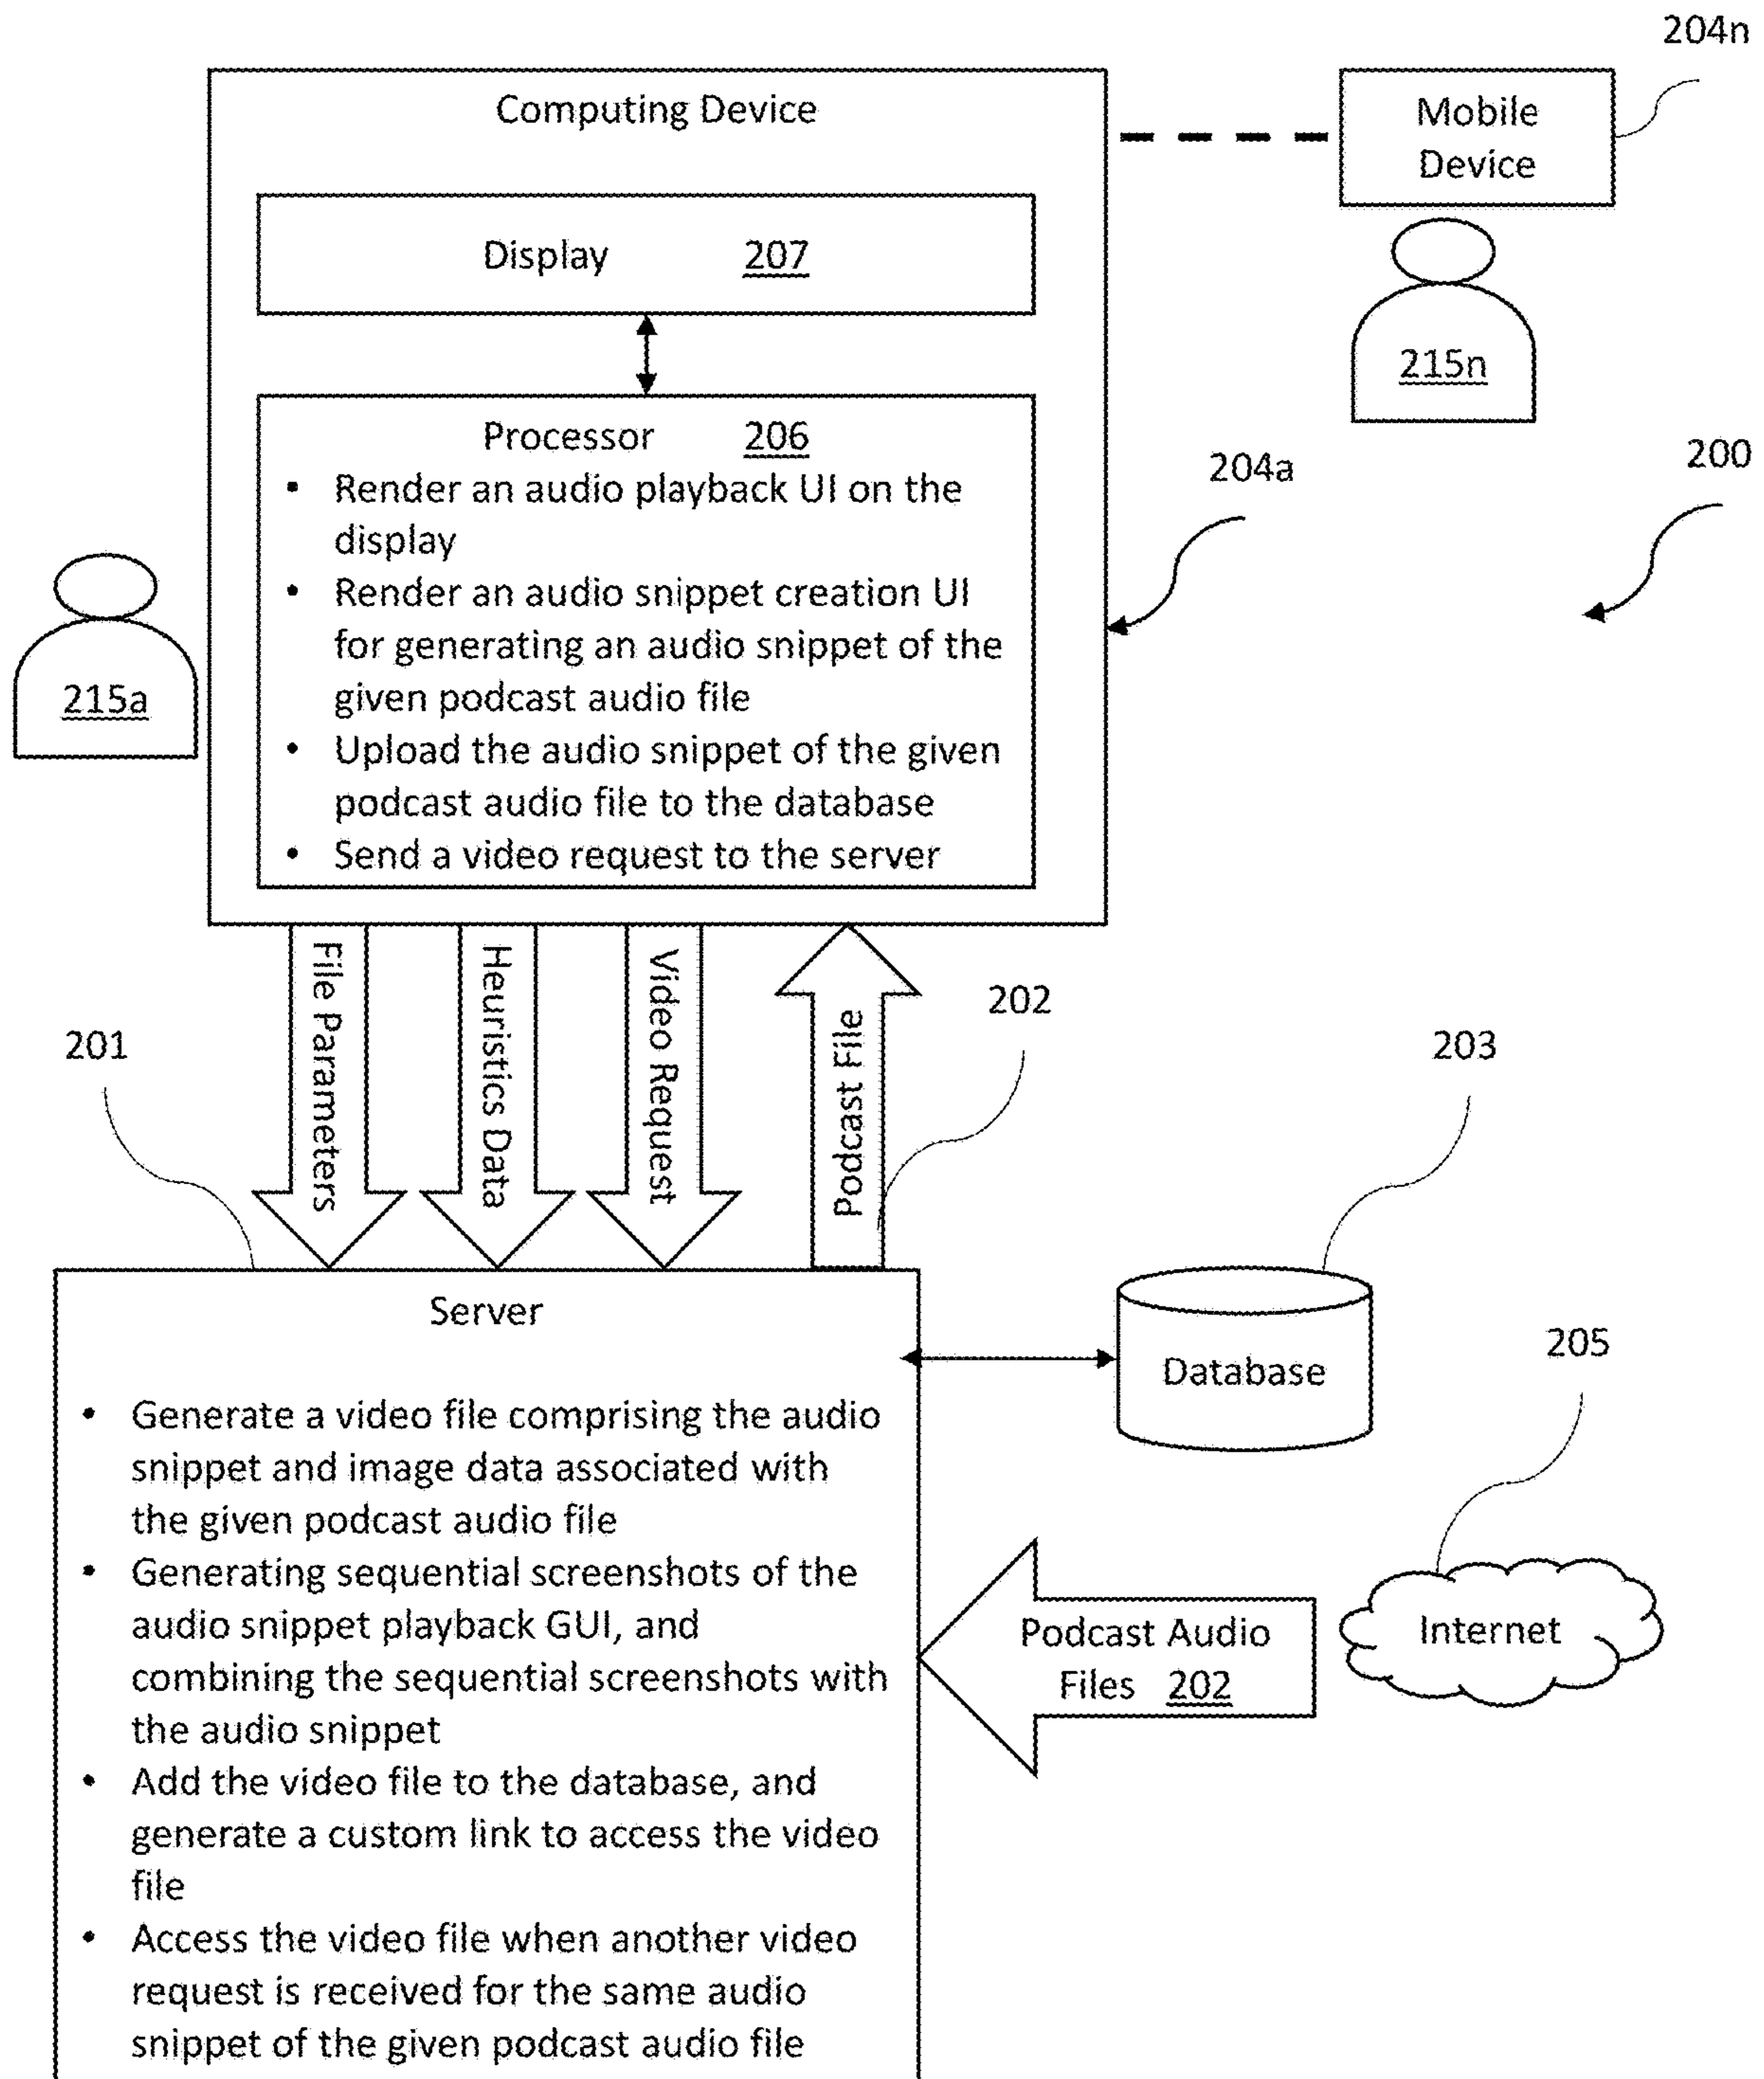 204n
Computing Device
Mobile
Device
Display 207
215n
Processor 206
• Render an audio playback UI on the
display
• Render an audio snippet creation UI
for generating an audio snippet of the
given podcast audio file
• Upload the audio snippet of the given
podcast audio file to the database
• Send a video request to the server
204a
200
215a
File Parameters
Heuristics Data
Video Request
Podcast File
202
201
203
Server
Database
205
• Generate a video file comprising the audio
snippet and image data associated with
the given podcast audio file
• Generating sequential screenshots of the
audio snippet playback GUI, and
combining the sequential screenshots with
the audio snippet
• Add the video file to the database, and
generate a custom link to access the video
file
• Access the video file when another video
request is received for the same audio
snippet of the given podcast audio file
Podcast Audio
Files 202
Internet